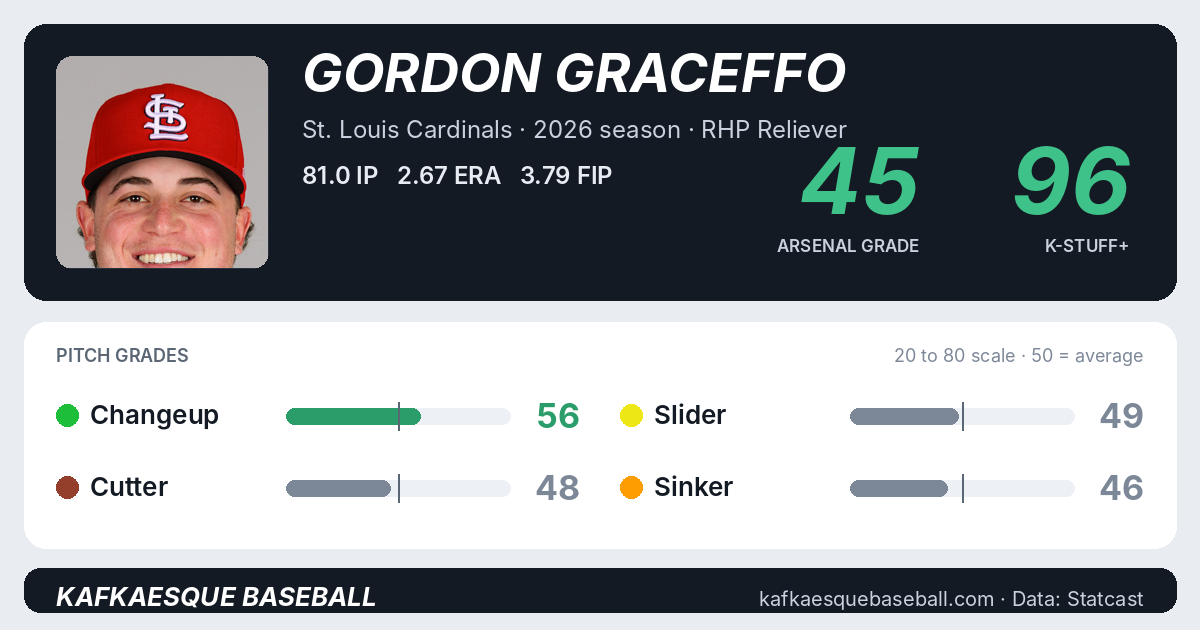 GORDON GRACEFFO
St. Louis Cardinals · 2026 season · RHP Reliever
81.0 IP 2.67 ERA 3.79 FIP
45 96
ARSENAL GRADE K-STUFF+
PITCH GRADES 20 to 80 scale · 50 = average
Changeup 56 Slider 49
Cutter 48 Sinker 46
KAFKAESQUE BASEBALL kafkaesquebaseball.com · Data: Statcast